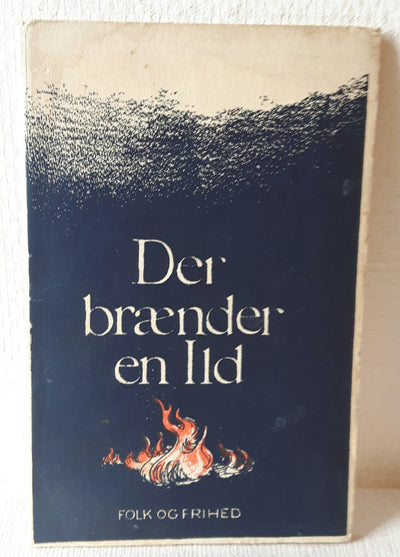 Der
brænder
en Ild
FOLK OG FRIHED